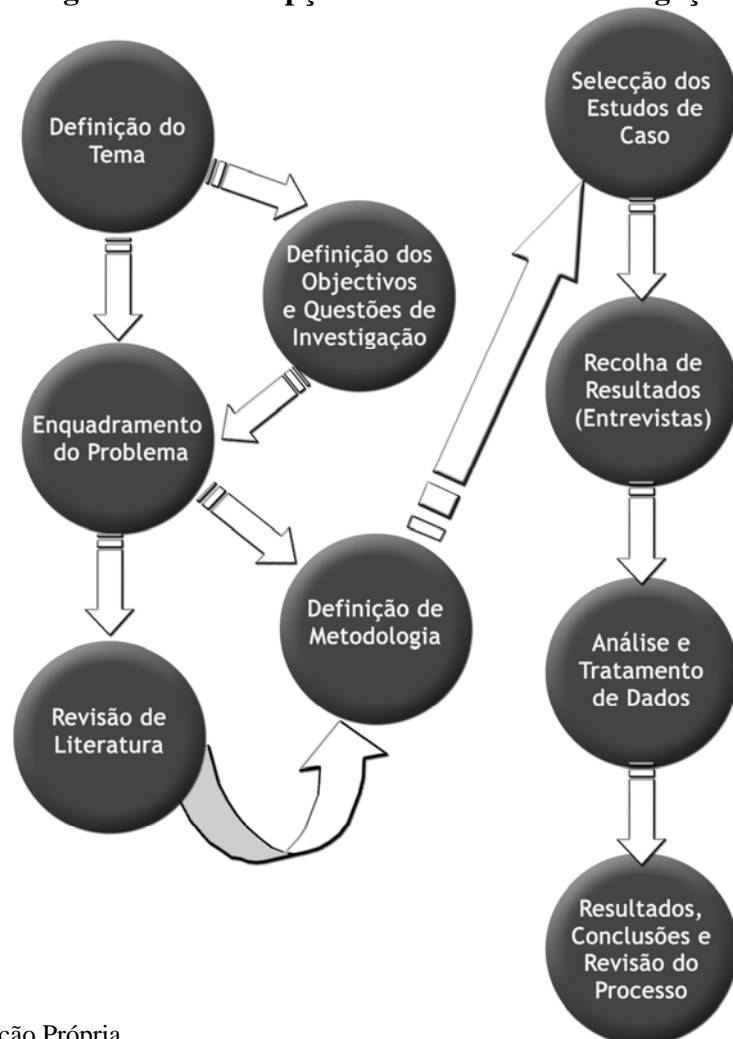 Definição do
Tema
Definição dos
Objectivos
e Questões de
Investigação
Enquadramento
do Problema
Revisão de
Literatura
Definição de
Metodologia
Selecção dos
Estudos de
Caso
Recolha de
Resultados
(Entrevistas)
Análise e
Tratamento
de Dados
Resultados,
Conclusões e
Revisão do
Processo
Própria